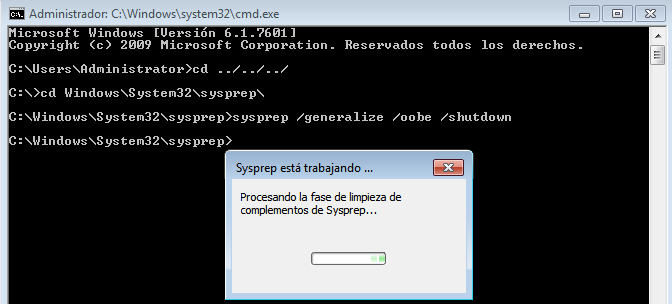 Administrador: C:\Windows\system32\cmd.exe
Microsoft Windows [Versión 6.1.7601]
Copyright (c) 2009 Microsoft Corporation. Reservados todos los derechos.
C:\Users\Administrator>cd ../../../
C:\>cd Windows\System32\sysprep\
C:\Windows\System32\sysprep>sysprep /generalize /oobe /shutdown
C:\Windows\System32\sysprep>
Sysprep está trabajando ...
Procesando la fase de limpieza de
complementos de Sysprep...